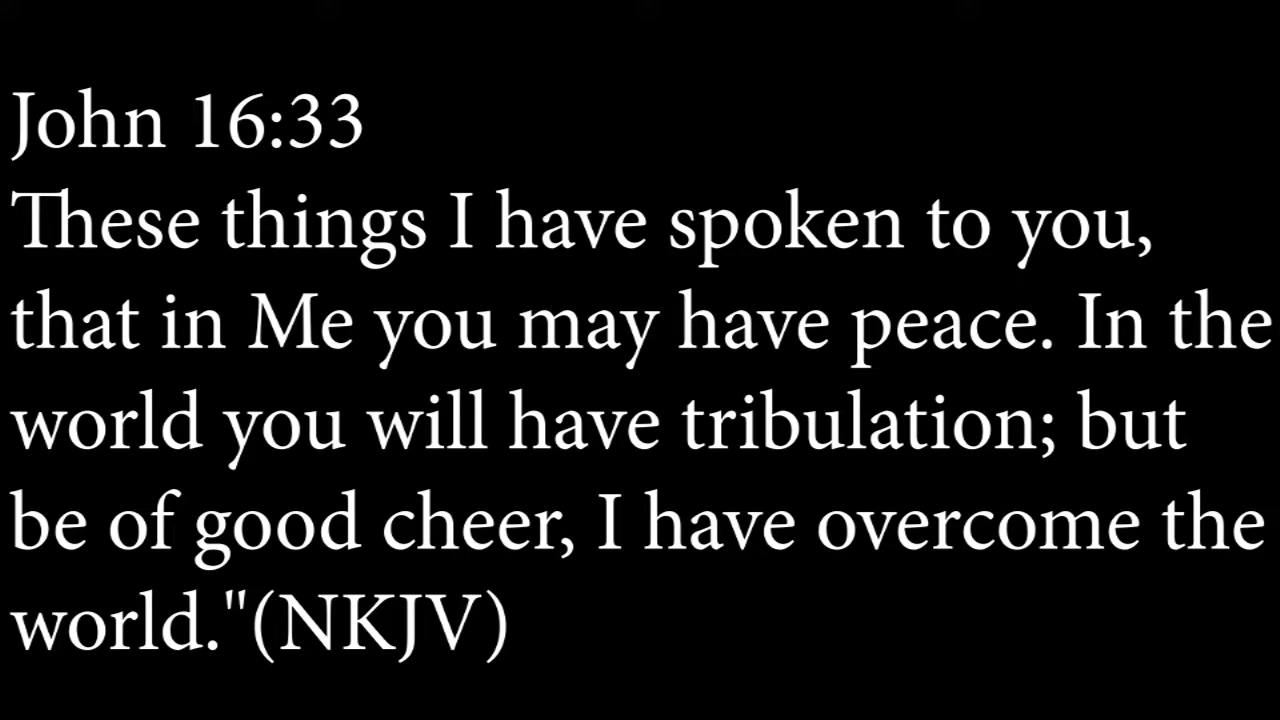 John 16:33
These things I have spoken to you,
that in Me you may have peace. In the
world you will have tribulation; but
be of good cheer, I have overcome the
world."(NKJV)